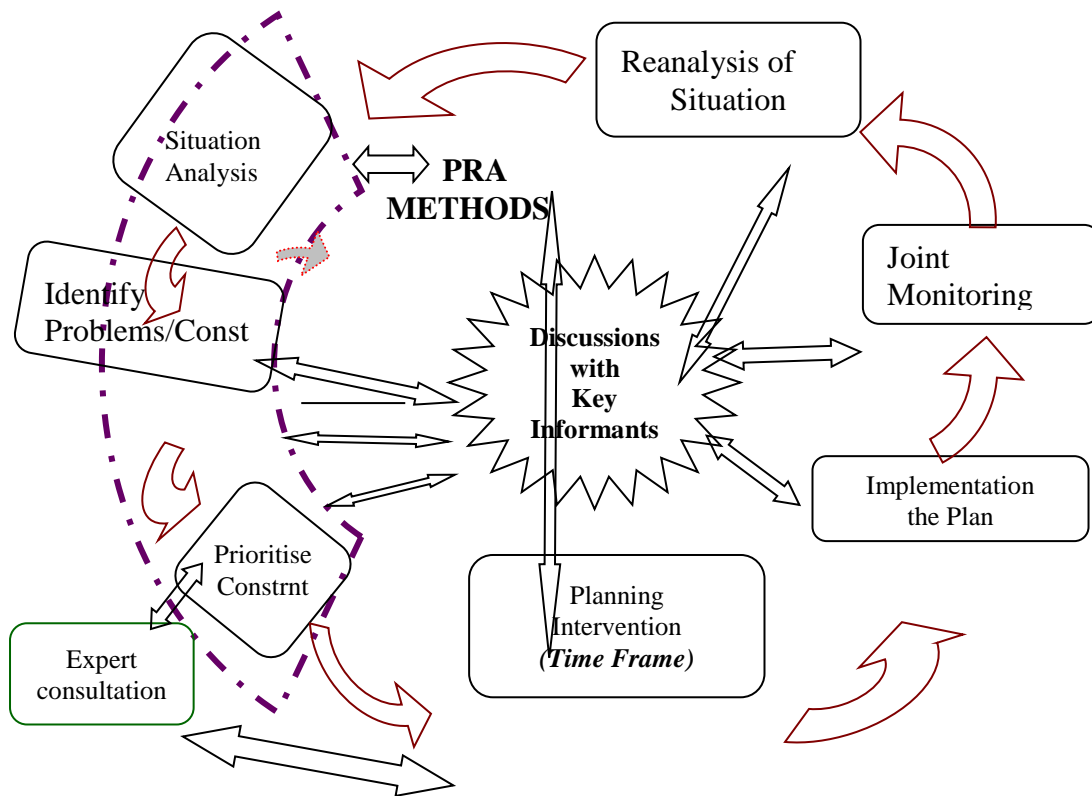 Reanalysis of
Situation
Situation
Analysis
PRA
METHODS
Identify
Problems/Const
Joint
Monitoring
Discussions
with
Key
Informants
Implementation
the Plan
Prioritise
Constrnt
Planning
Intervention
(Time Frame)
Expert
consultation